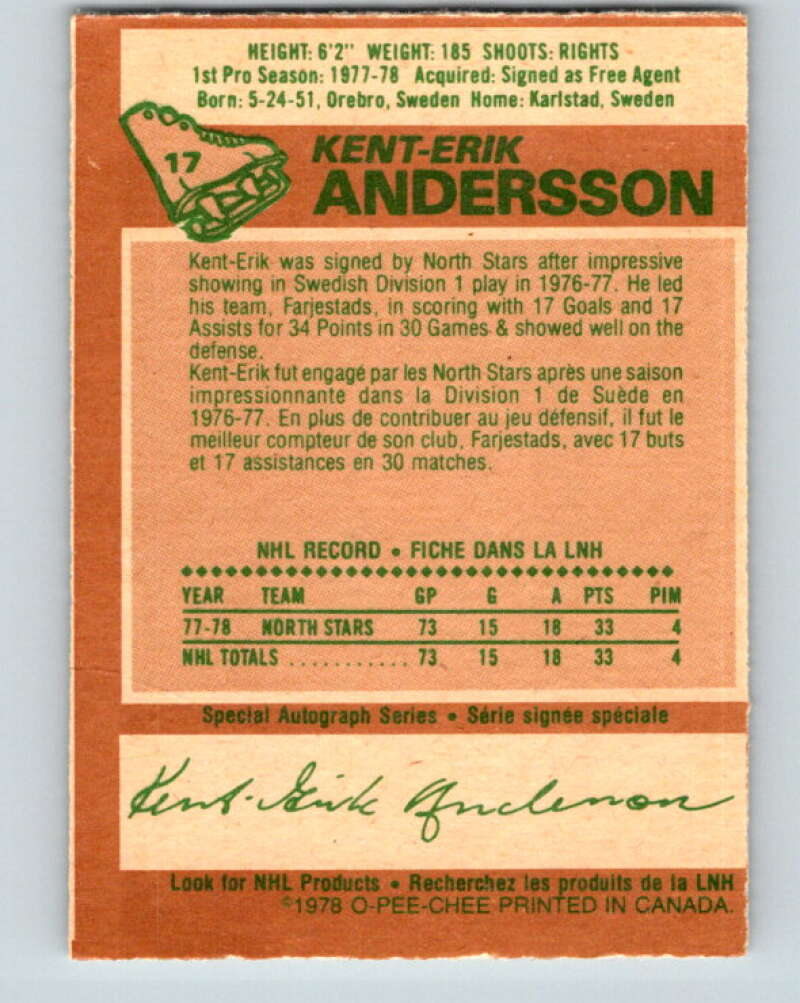 HEIGHT: 6'2" WEIGHT: 185 SHOOTS: RIGHTS
1st Pro Season: 1977-78 Acquired: Signed as Free Agent
Born: 5-24-51, Orebro, Sweden Home: Karlstad, Sweden
17
KENT-ERIK
ANDERSSON
Kent-Erik was signed by North Stars after impressive
showing in Swedish Division 1 play in 1976-77. He led
his team, Farjestads, in scoring with 17 Goals and 17
Assists for 34 Points in 30 Games & showed well on the
defense.
Kent-Erik fut engagé par les North Stars après une saison
impressionnante dans la Division 1 de Suède en
1976-77. En plus de contribuer au jeu défensif, il fut le
meilleur compteur de son club, Farjestads, avec 17 buts
et 17 assistances en 30 matches.
NHL RECORD • FICHE DANS LA LNH
YEAR TEAM GP G A PTS PIM
77-78 NORTH STARS 73 15 18 33 4
NHL TOTALS ........... 73 15 18 33 4
Special Autograph Series • Série signée spéciale
Kent-Erik Andersson
Look for NHL Products • Recherchez les produits de la LNH
©1978 O-PEE-CHEE PRINTED IN CANADA.